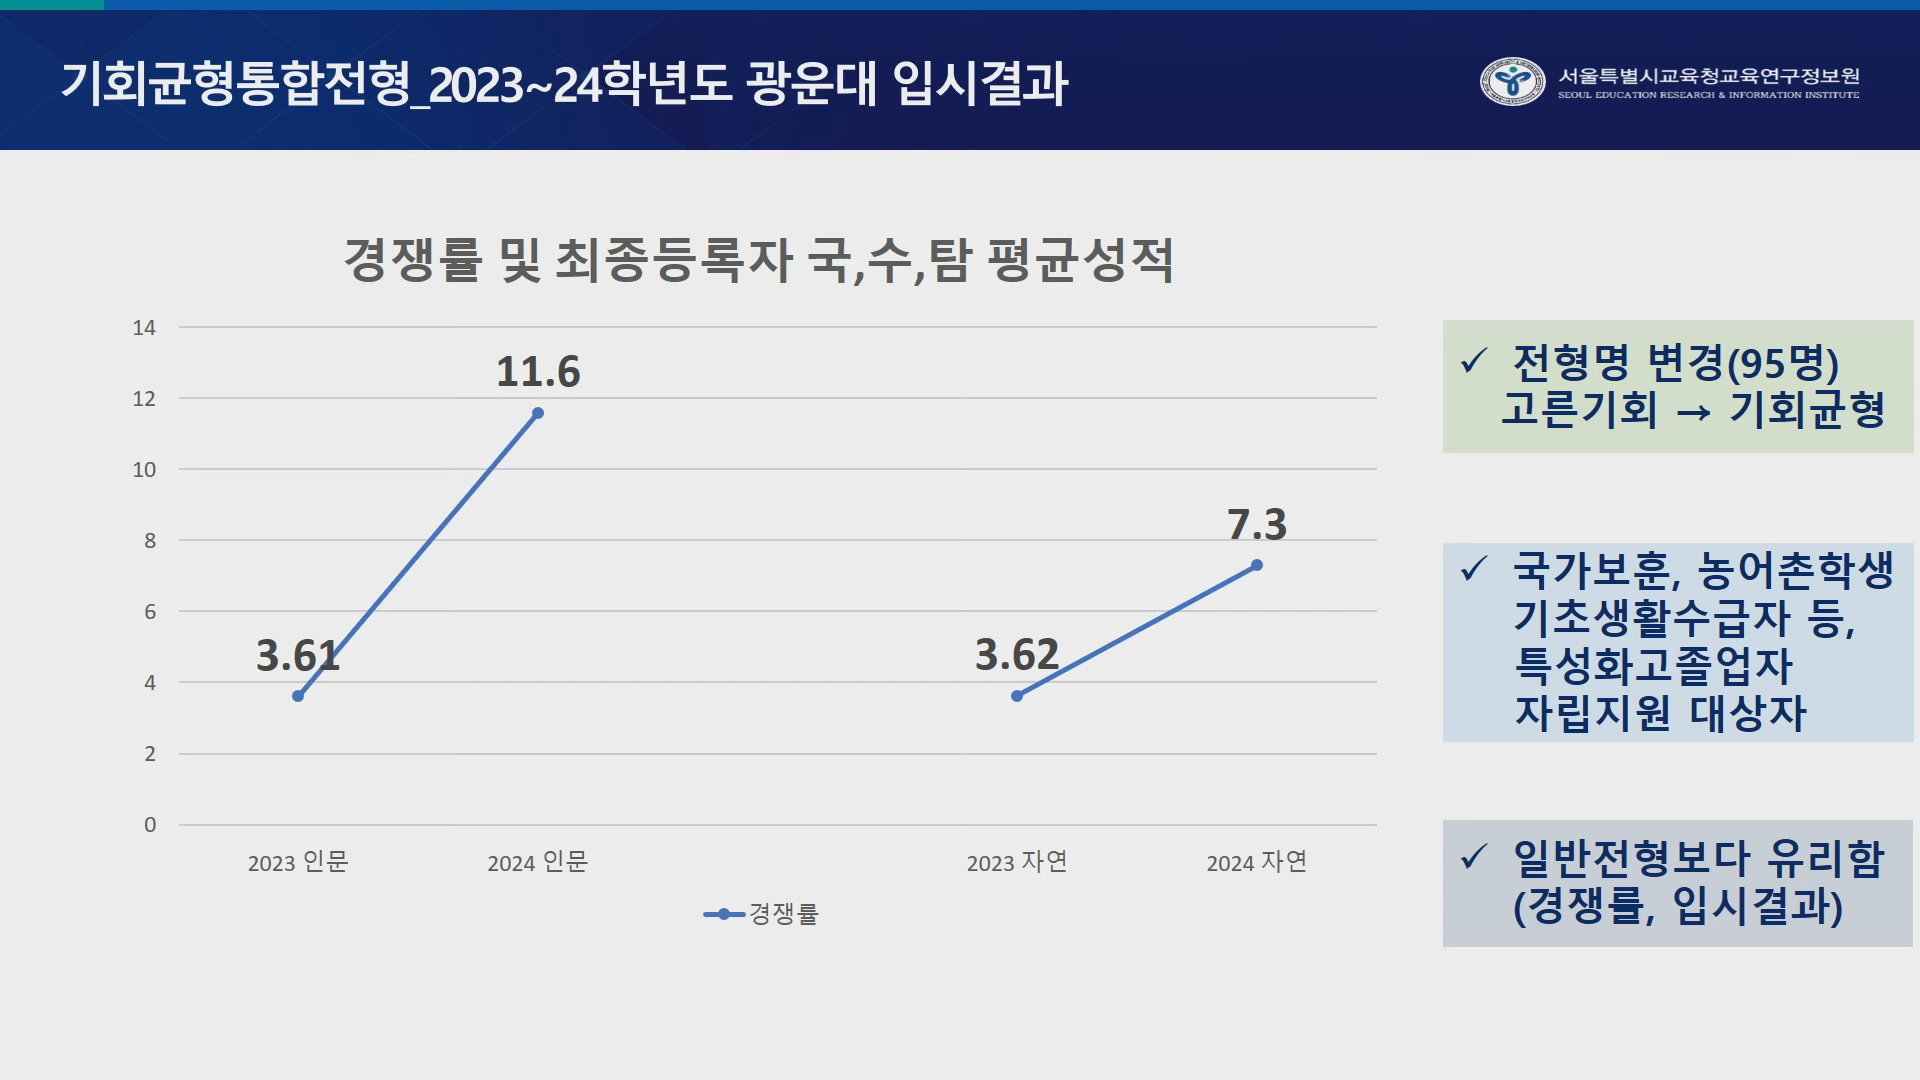 기회균형통합전형_2023~24학년도 광운대 입시결과
서울특별시교육청교육연구정보원
SEOUL EDUCATION RESEARCH & INFORMATION INSTITUTE
경쟁률 및 최종등록자 국,수,탐 평균성적
14
12
10
8
6
4
2
0
11.6
3.61
7.3
3.62
2023 인문
2024 인문
2023 자연
2024 자연
경쟁률
✓ 전형명 변경(95명)
고른기회 → 기회균형
✓ 국가보훈, 농어촌학생
기초생활수급자 등,
특성화고졸업자
자립지원 대상자
✓ 일반전형보다 유리함
(경쟁률, 입시결과)